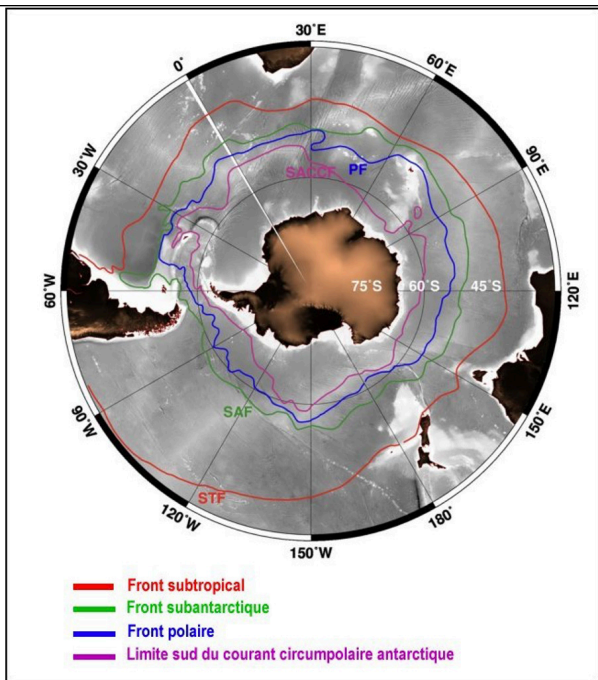 30°E
0°
60°E
30°W
90°E
SACCF
PF
60°W
75°S
60°S
45°S
120°E
90°W
SAF
150°E
STF
120°W
180°
150°W
Front subtropical
Front subantarctique
Front polaire
Limite sud du courant circumpolaire antarctique